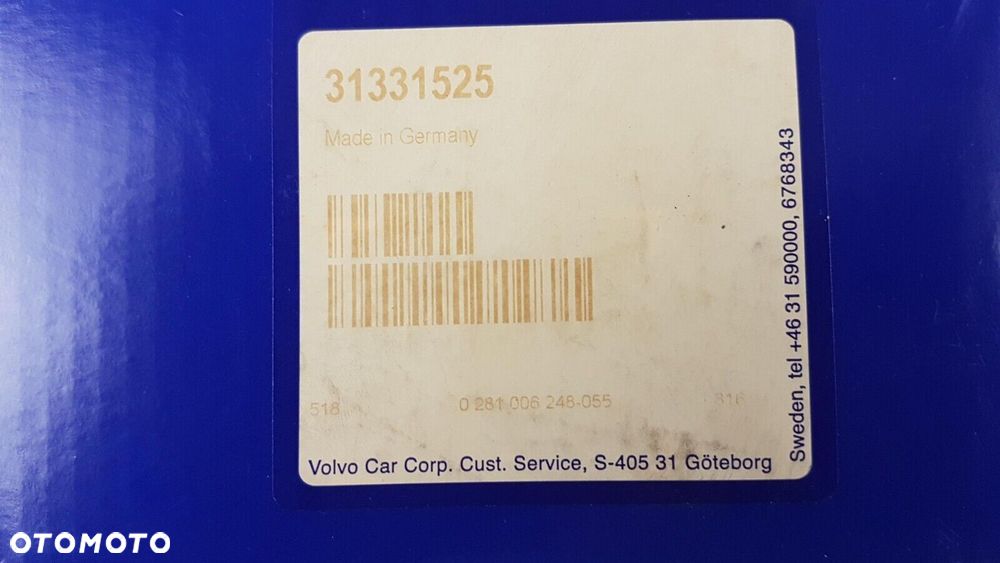 31331525
Made in Germany
518 0 281 006 248-055 316
Volvo Car Corp. Cust. Service, S-405 31 Göteborg
Sweden, tel +46 31 590000, 6768343
OTOMOTO